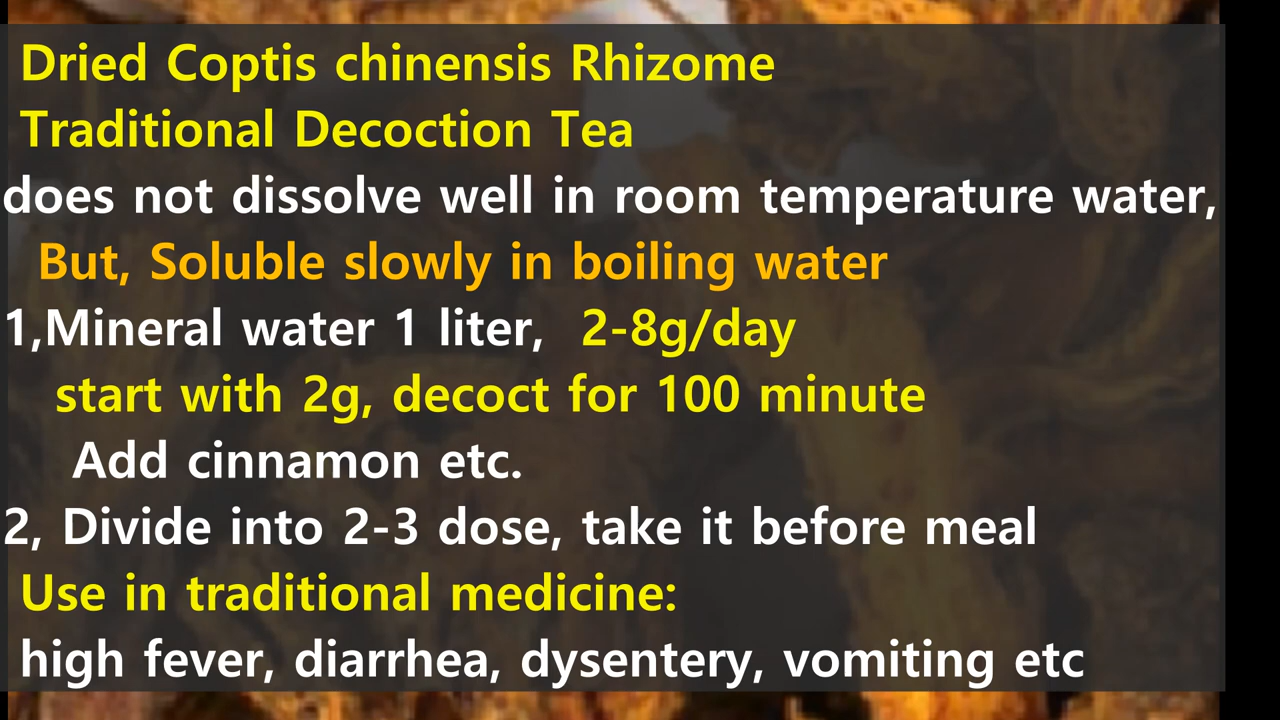 Dried Coptis chinensis Rhizome
Traditional Decoction Tea
does not dissolve well in room temperature water,
But, Soluble slowly in boiling water
1,Mineral water 1 liter, 2-8g/day
start with 2g, decoct for 100 minute
Add cinnamon etc.
2, Divide into 2-3 dose, take it before meal
Use in traditional medicine:
high fever, diarrhea, dysentery, vomiting etc